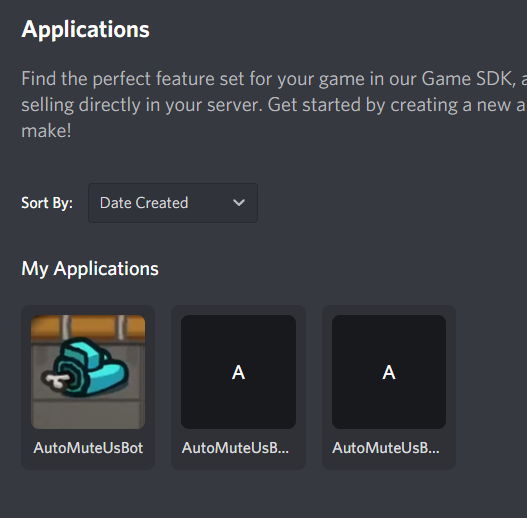 Applications
Find the perfect feature set for your game in our Game SDK, a
selling directly in your server. Get started by creating a new a
make!
Sort By: Date Created
My Applications
A A
AutoMuteUsBot AutoMuteUsB... AutoMuteUsB...